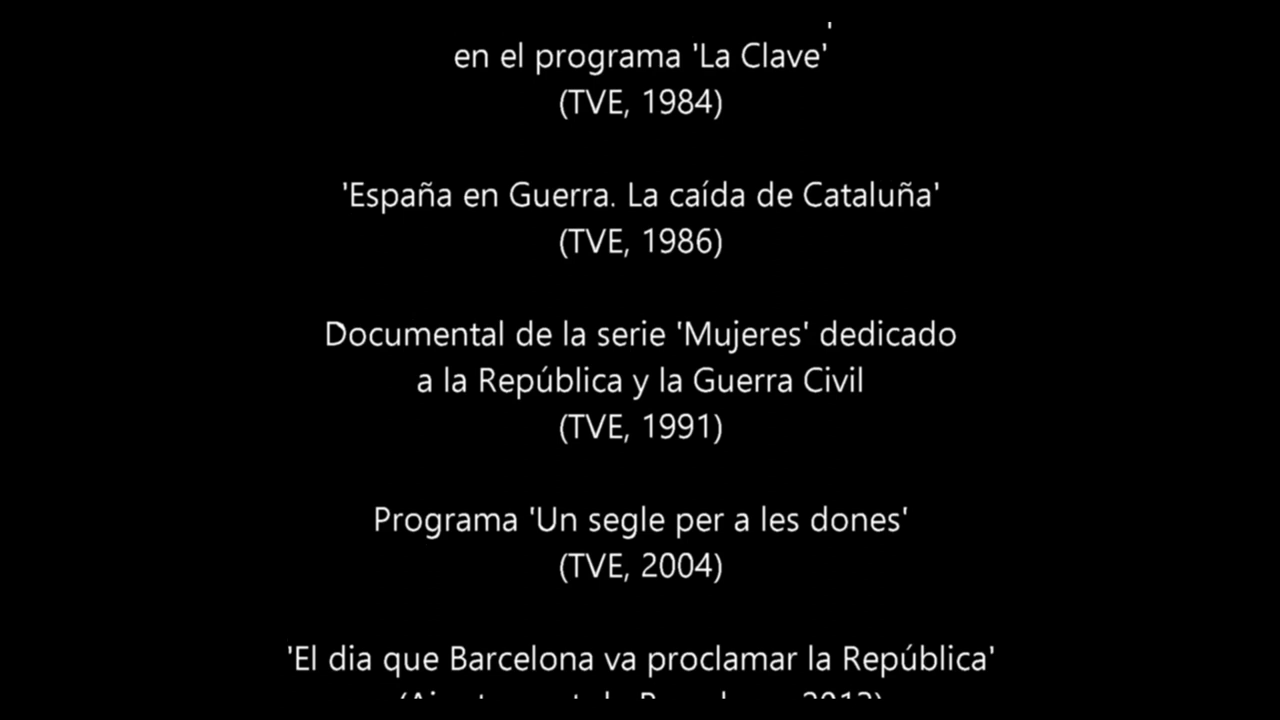 en el programa 'La Clave'
(TVE, 1984)
'España en Guerra. La caída de Cataluña'
(TVE, 1986)
Documental de la serie 'Mujeres' dedicado
a la República y la Guerra Civil
(TVE, 1991)
Programa 'Un segle per a les dones'
(TVE, 2004)
'El dia que Barcelona va proclamar la República'